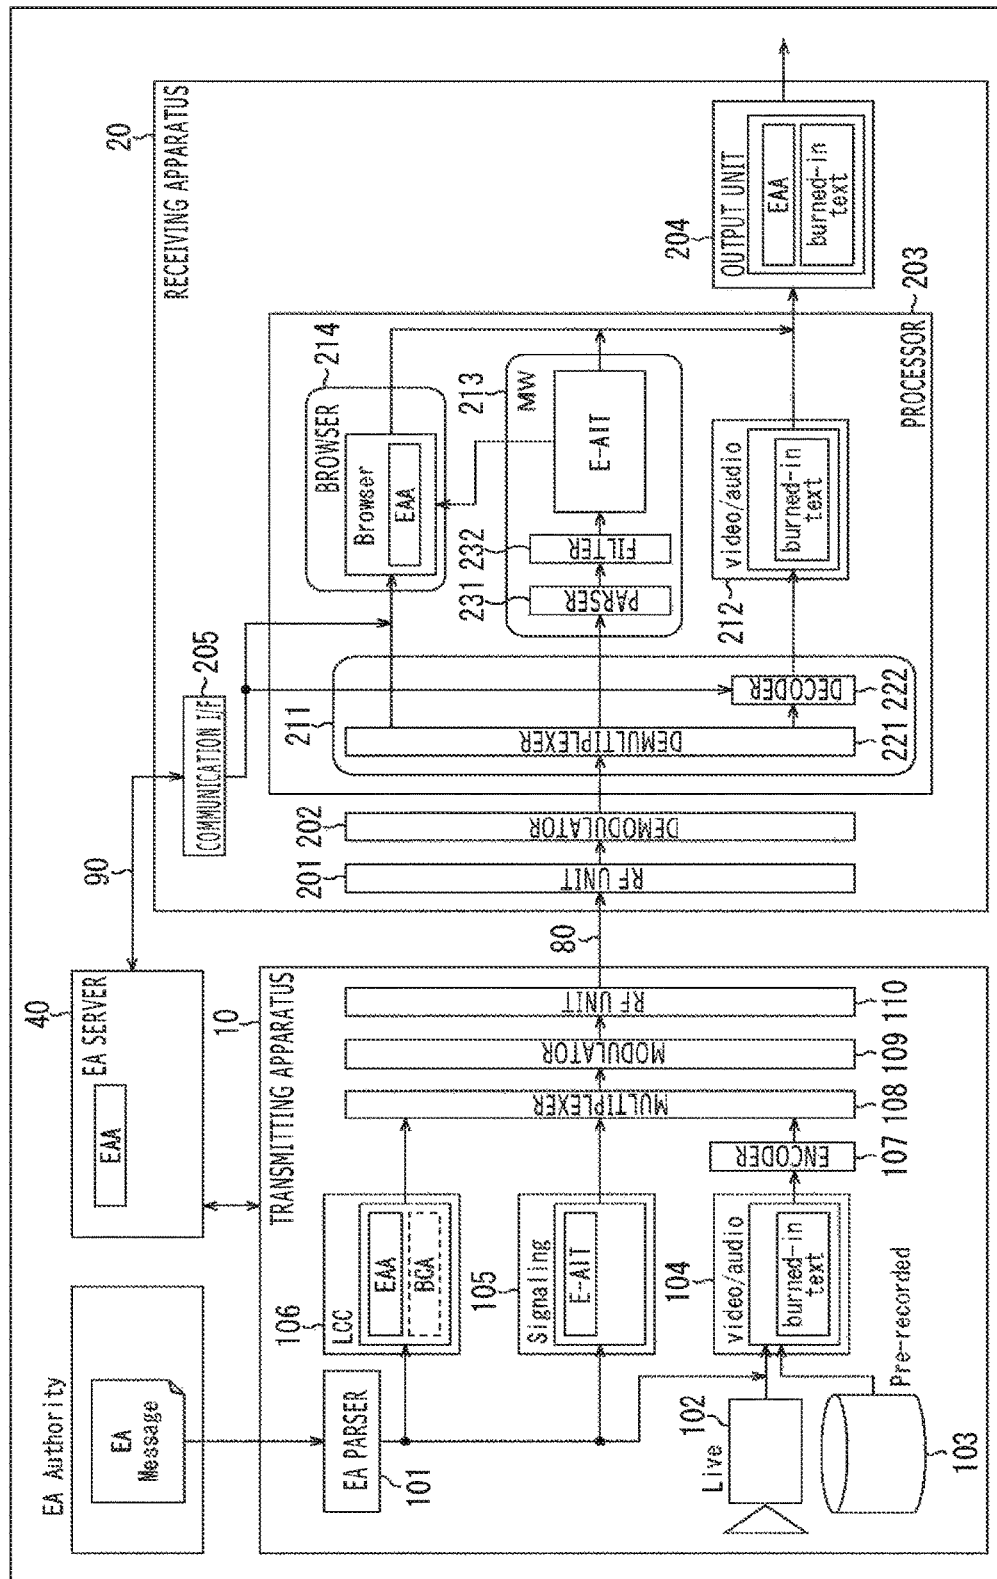 EA Authority
EA
Message
40
EA SERVER
EAA
90
10
TRANSMITTING APPARATUS
EA PARSER
101
106
LCC
EAA
BCA
105
Signaling
E-AIT
Live
102
103
Pre-recorded
104
video/audio
burned-in
text
ENCODER
107
MULTIPLEXER
108
MODULATOR
109
RF UNIT
110
80
20
RECEIVING APPARATUS
COMMUNICATION I/F
205
RF UNIT
201
DEMODULATOR
202
211
DEMULTIPLEXER
221
DECODER
222
BROWSER
214
Browser
EAA
213
MW
PARSER
231
FILTER
232
E-AIT
212
video/audio
burned-in
text
PROCESSOR
203
204
OUTPUT UNIT
EAA
burned-in
text